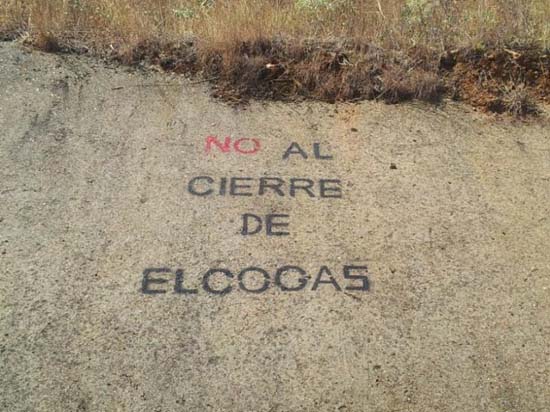 NO AL
CIERRE
DE
ELCOGAS